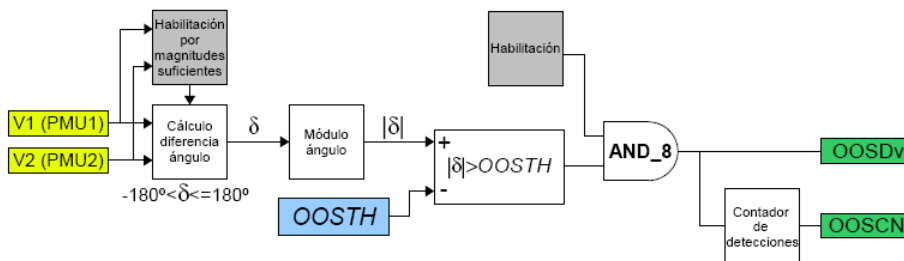 Habilitación
por
magnitudes
suficientes
Habilitación
V1 (PMU1)
V2 (PMU2)
Cálculo
diferencia
ángulo
δ
Módulo
ángulo
|δ|
+
|δ|>OOSTH
-
AND_8
OOSDv
-180º<δ<=180º
OOSTH
Contador
de
detecciones
OOSCN